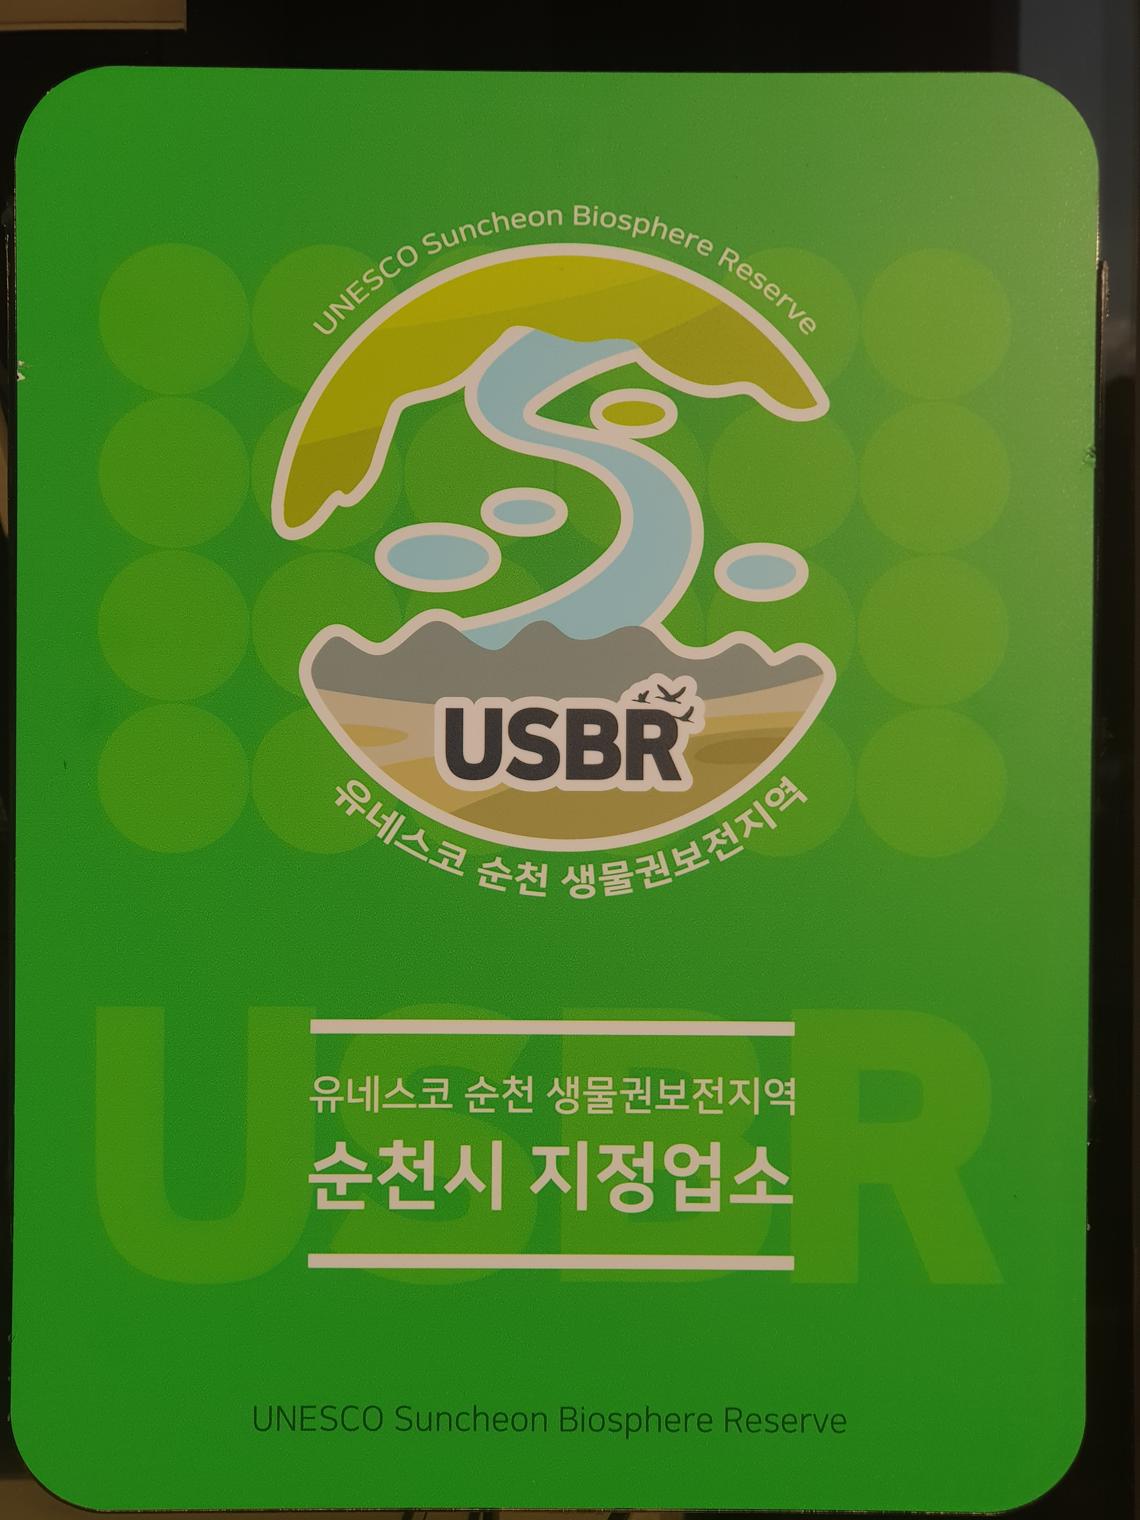 UNESCO Suncheon Biosphere Reserve
USBR
유네스코 순천 생물권보전지역
USBR
유네스코 순천 생물권보전지역
순천시 지정업소
UNESCO Suncheon Biosphere Reserve